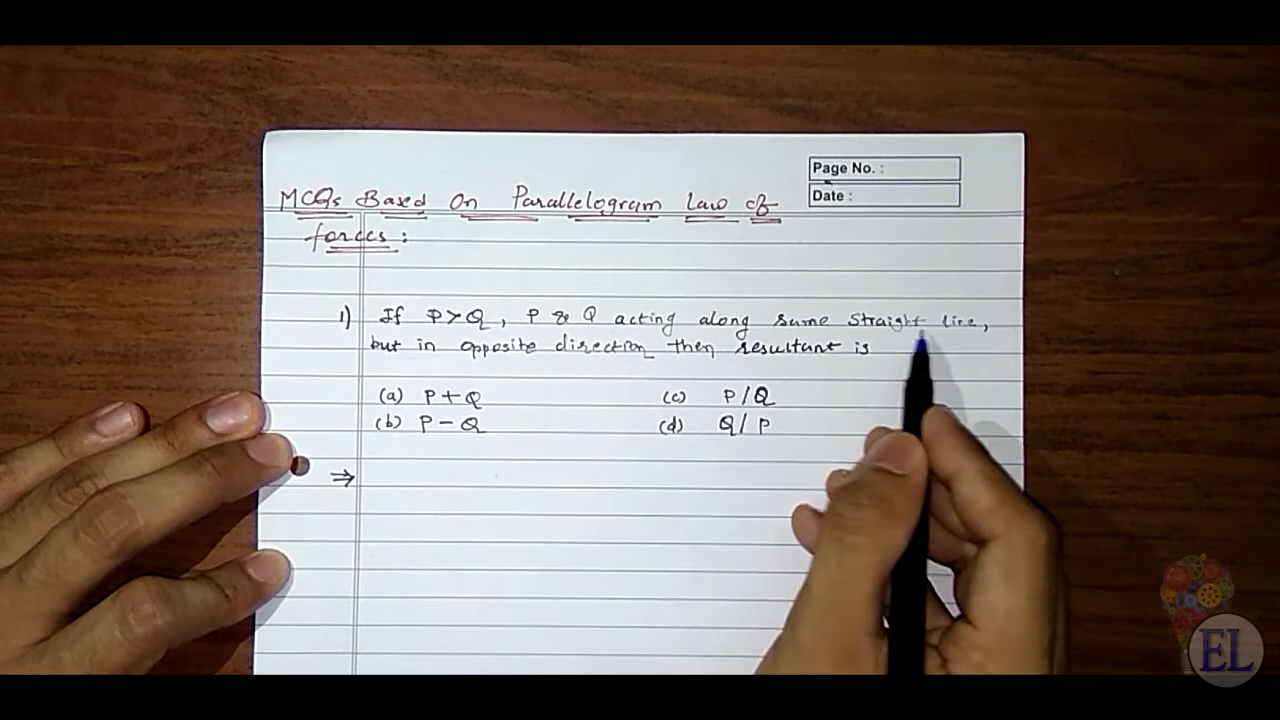 Page No. :
Date :
MCQs Based On Parallelogram Law of
forces :
1) If P > Q, P & Q acting along same straight line,
but in opposite direction then resultant is
(a) P + Q (c) P / Q
(b) P - Q (d) Q / P
⇒
EL